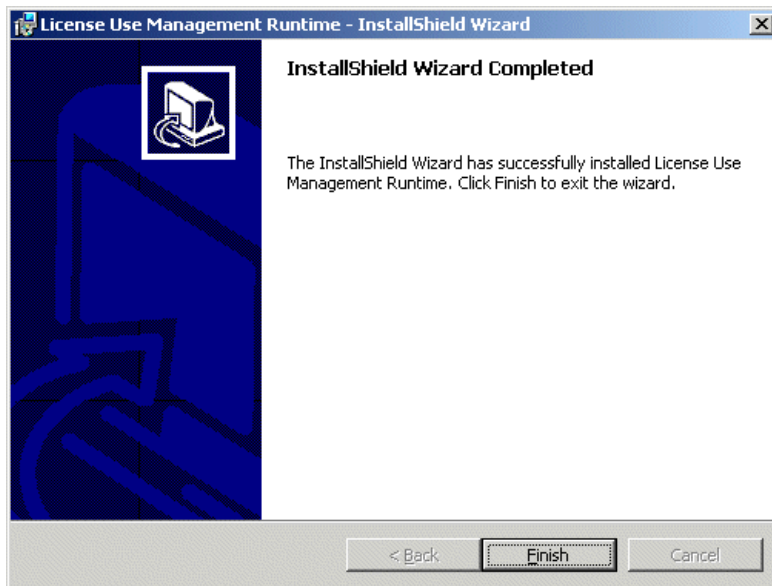 License Use Management Runtime - InstallShield Wizard
InstallShield Wizard Completed
The InstallShield Wizard has successfully installed License Use
Management Runtime. Click Finish to exit the wizard.
< Back
Finish
Cancel